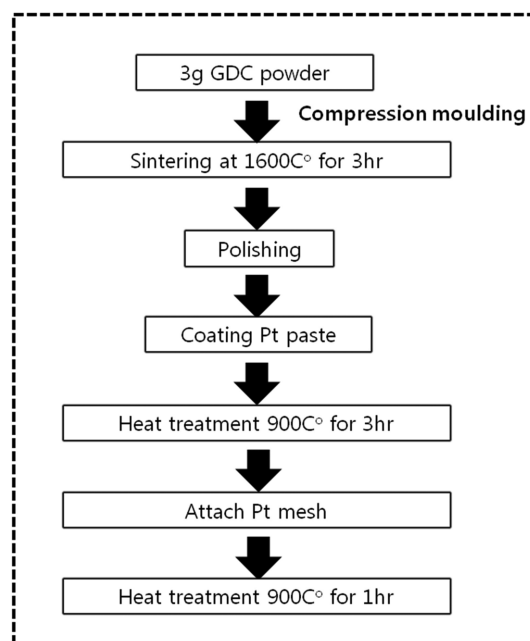 3g GDC powder
Compression moulding
Sintering at 1600C° for 3hr
Polishing
Coating Pt paste
Heat treatment 900C° for 3hr
Attach Pt mesh
Heat treatment 900C° for 1hr